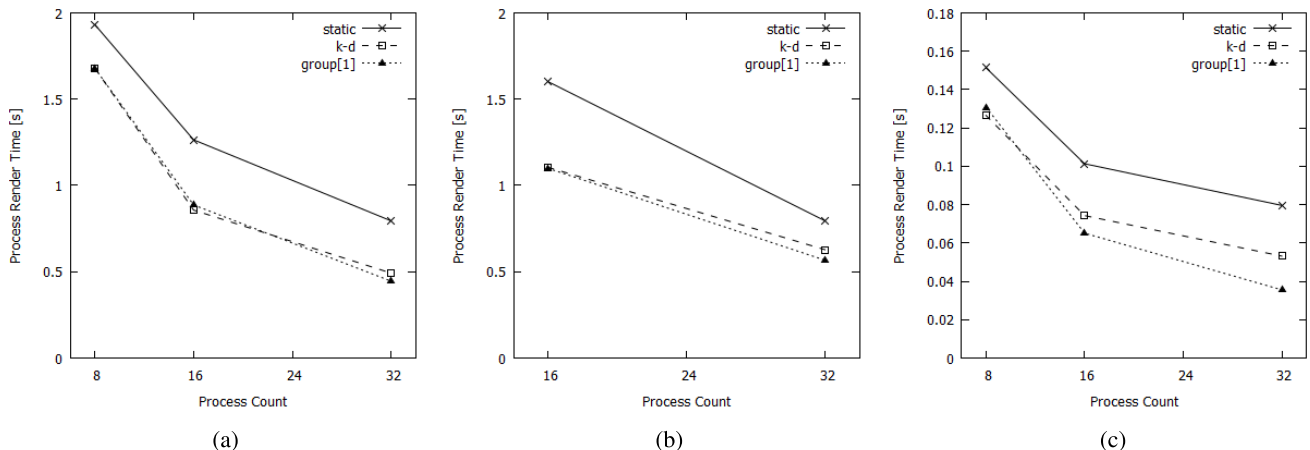 2
1.5
1
0.5
0
Process Render Time [s]
static
k-d
group[1]
8
16
24
32
Process Count
(a)
2
1.5
1
0.5
0
Process Render Time [s]
static
k-d
group[1]
16
24
32
Process Count
(b)
0.18
0.16
0.14
0.12
0.1
0.08
0.06
0.04
0.02
0
Process Render Time [s]
static
k-d
group[1]
8
16
24
32
Process Count
(c)